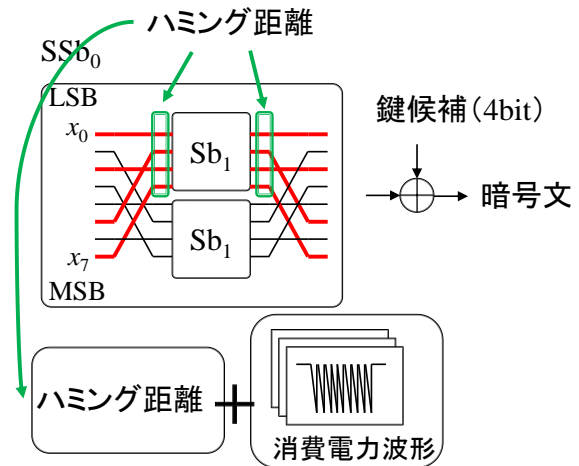 ハミング距離
SSb0
LSB
x0
Sb1
Sb1
x7
MSB
鍵候補(4bit)
暗号文
ハミング距離
+
消費電力波形